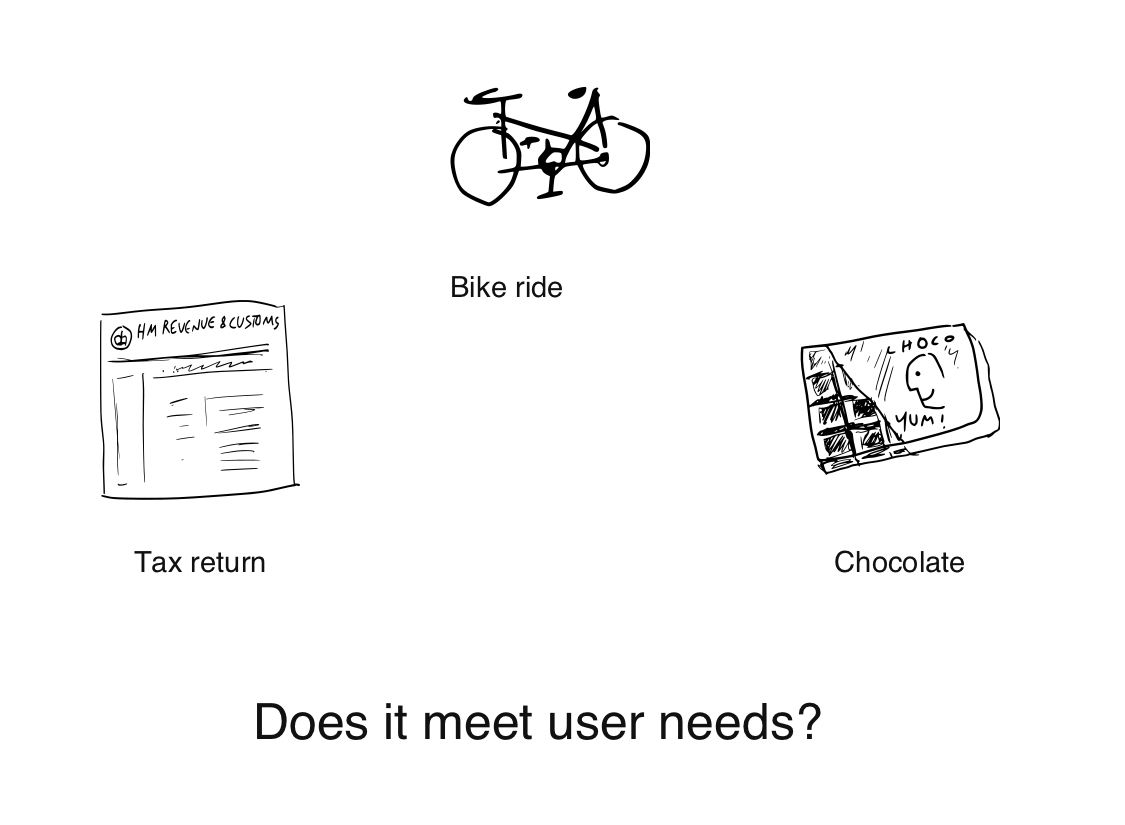 Bike ride
HM REVENUE & CUSTOMS
Tax return
CHOCO
YUM!
Chocolate
Does it meet user needs?